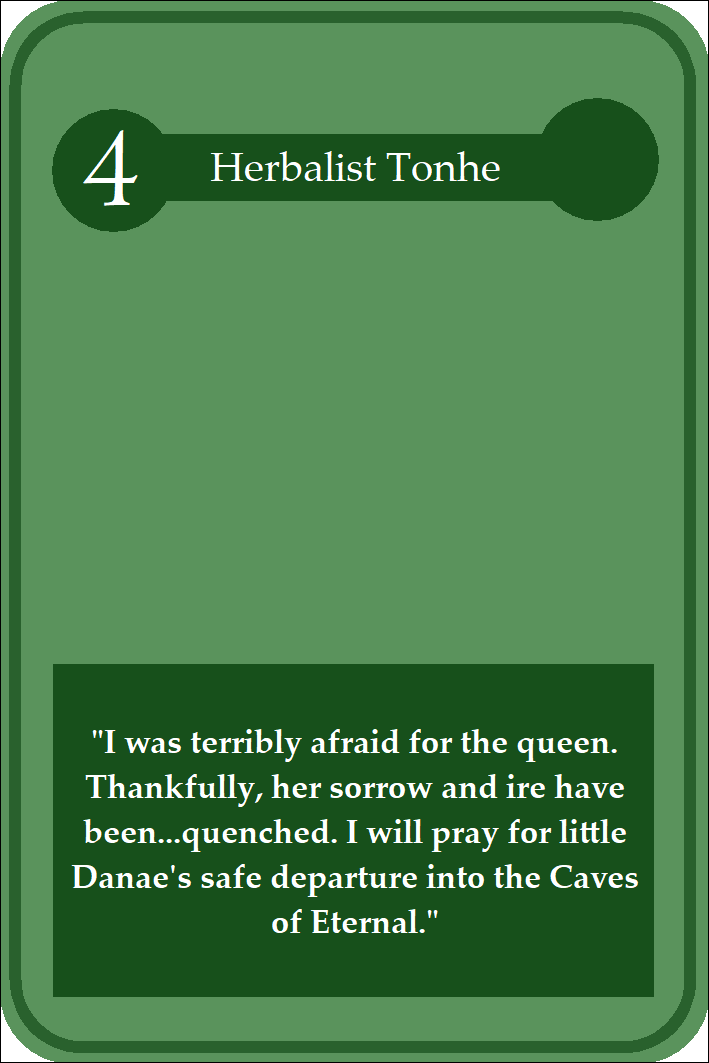 4
Herbalist Tonhe
"I was terribly afraid for the queen.
Thankfully, her sorrow and ire have
been...quenched. I will pray for little
Danae's safe departure into the Caves
of Eternal."